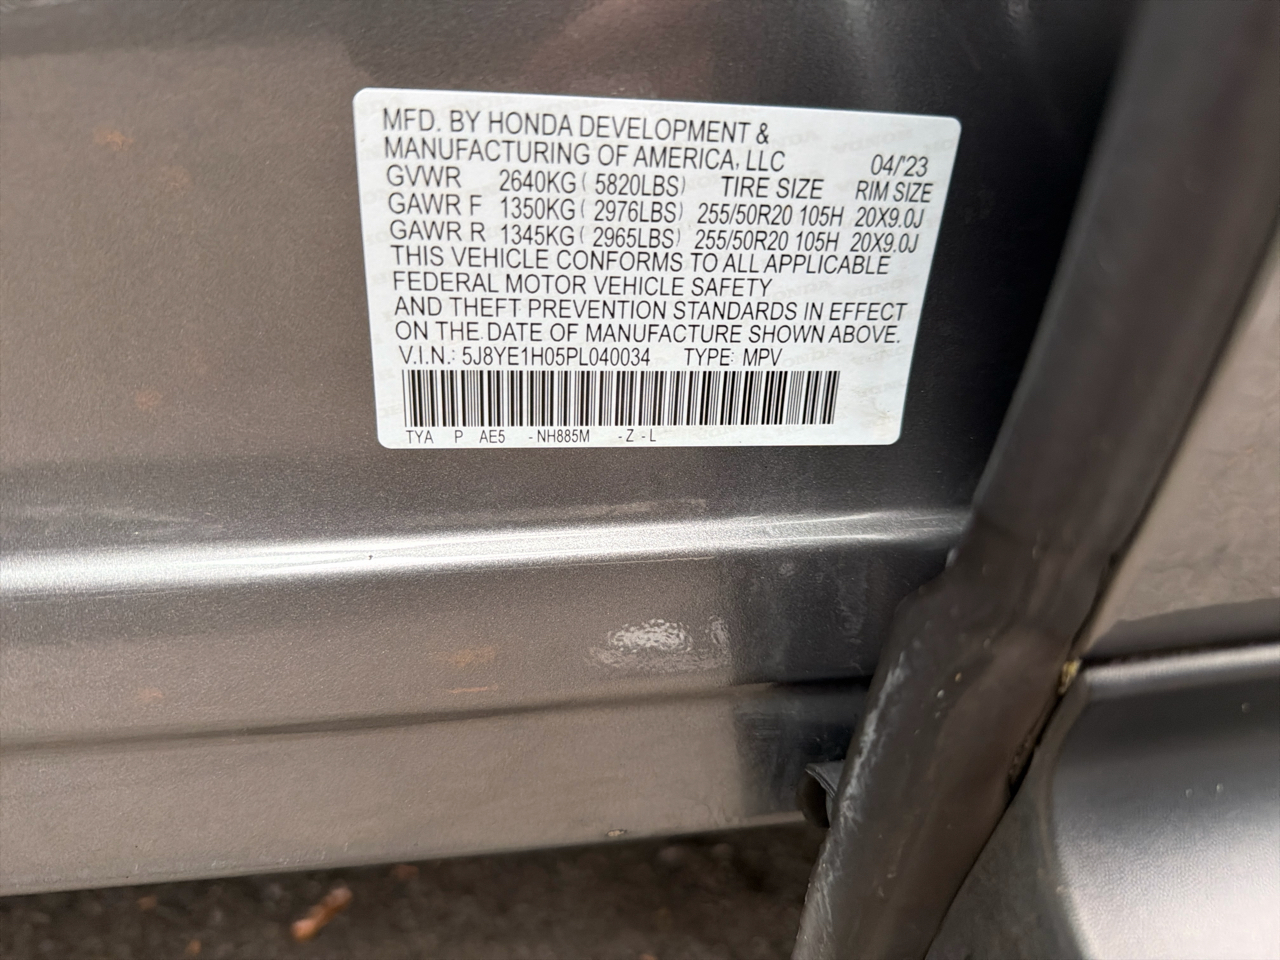 MFD. BY HONDA DEVELOPMENT &
MANUFACTURING OF AMERICA, LLC 04/'23
GVWR 2640KG ( 5820LBS) TIRE SIZE RIM SIZE
GAWR F 1350KG ( 2976LBS) 255/50R20 105H 20X9.0J
GAWR R 1345KG ( 2965LBS) 255/50R20 105H 20X9.0J
THIS VEHICLE CONFORMS TO ALL APPLICABLE
FEDERAL MOTOR VEHICLE SAFETY
AND THEFT PREVENTION STANDARDS IN EFFECT
ON THE DATE OF MANUFACTURE SHOWN ABOVE.
V.I.N.: 5J8YE1H05PL040034 TYPE: MPV
TYA P AE5 -NH885M -Z -L